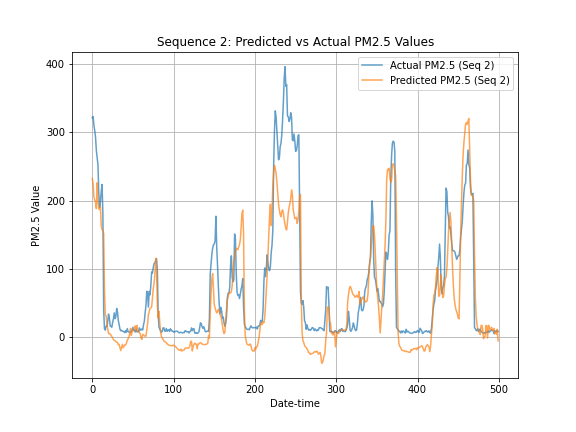 Sequence 2: Predicted vs Actual PM2.5 Values
Actual PM2.5 (Seq 2)
Predicted PM2.5 (Seq 2)
400
300
200
100
0
PM2.5 Value
0 100 200 300 400 500
Date-time